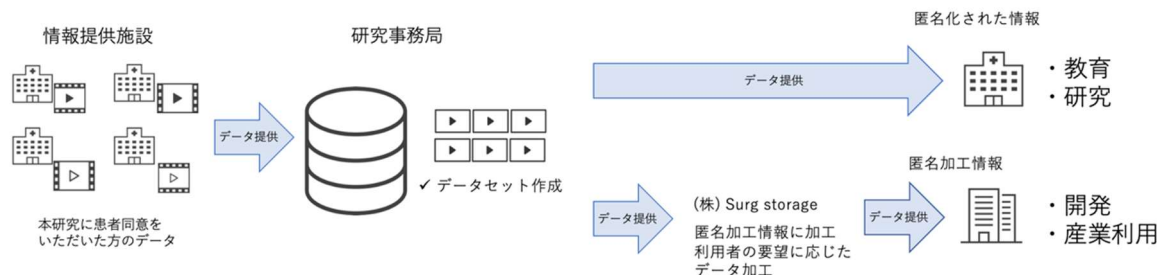 情報提供施設
データ提供
本研究に患者同意を
いただいた方のデータ
研究事務局
✓ データセット作成
データ提供
匿名化された情報
・教育
・研究
データ提供
(株) Surg storage
匿名加工情報に加工
利用者の要望に応じた
データ加工
データ提供
匿名加工情報
・開発
・産業利用